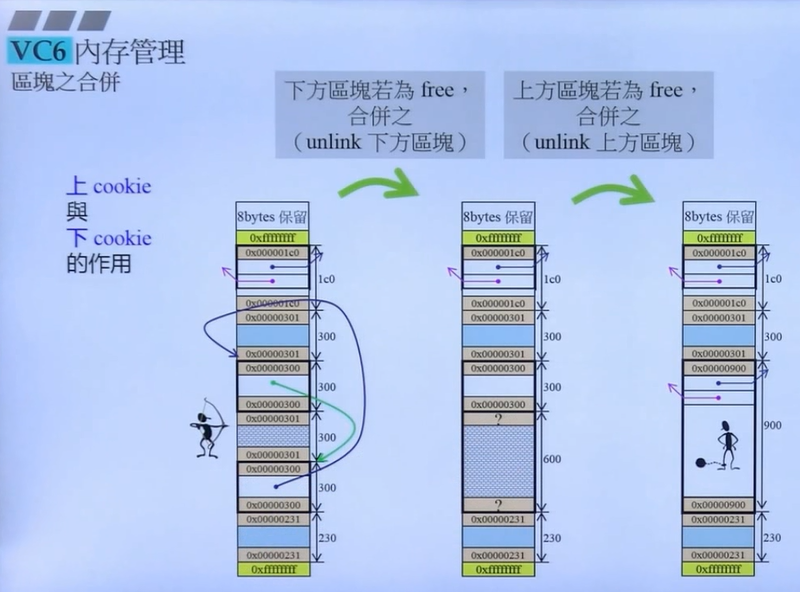 VC6 內存管理
區塊之合併
下方區塊若為 free，
合併之
（unlink 下方區塊）
上方區塊若為 free，
合併之
（unlink 上方區塊）
上 cookie
與
下 cookie
的作用
8bytes 保留
0xffffffff
0x000001c0
1c0
0x000001c0
0x00000301
300
0x00000301
0x00000300
300
0x00000300
0x00000301
300
0x00000301
0x00000300
300
0x00000300
0x00000231
230
0x00000231
0xffffffff
8bytes 保留
0xffffffff
0x000001c0
1c0
0x000001c0
0x00000301
300
0x00000301
0x00000300
300
0x00000300
?
600
?
0x00000231
230
0x00000231
0xffffffff
8bytes 保留
0xffffffff
0x000001c0
1c0
0x000001c0
0x00000301
300
0x00000301
0x00000900
900
0x00000900
0x00000231
230
0x00000231
0xffffffff